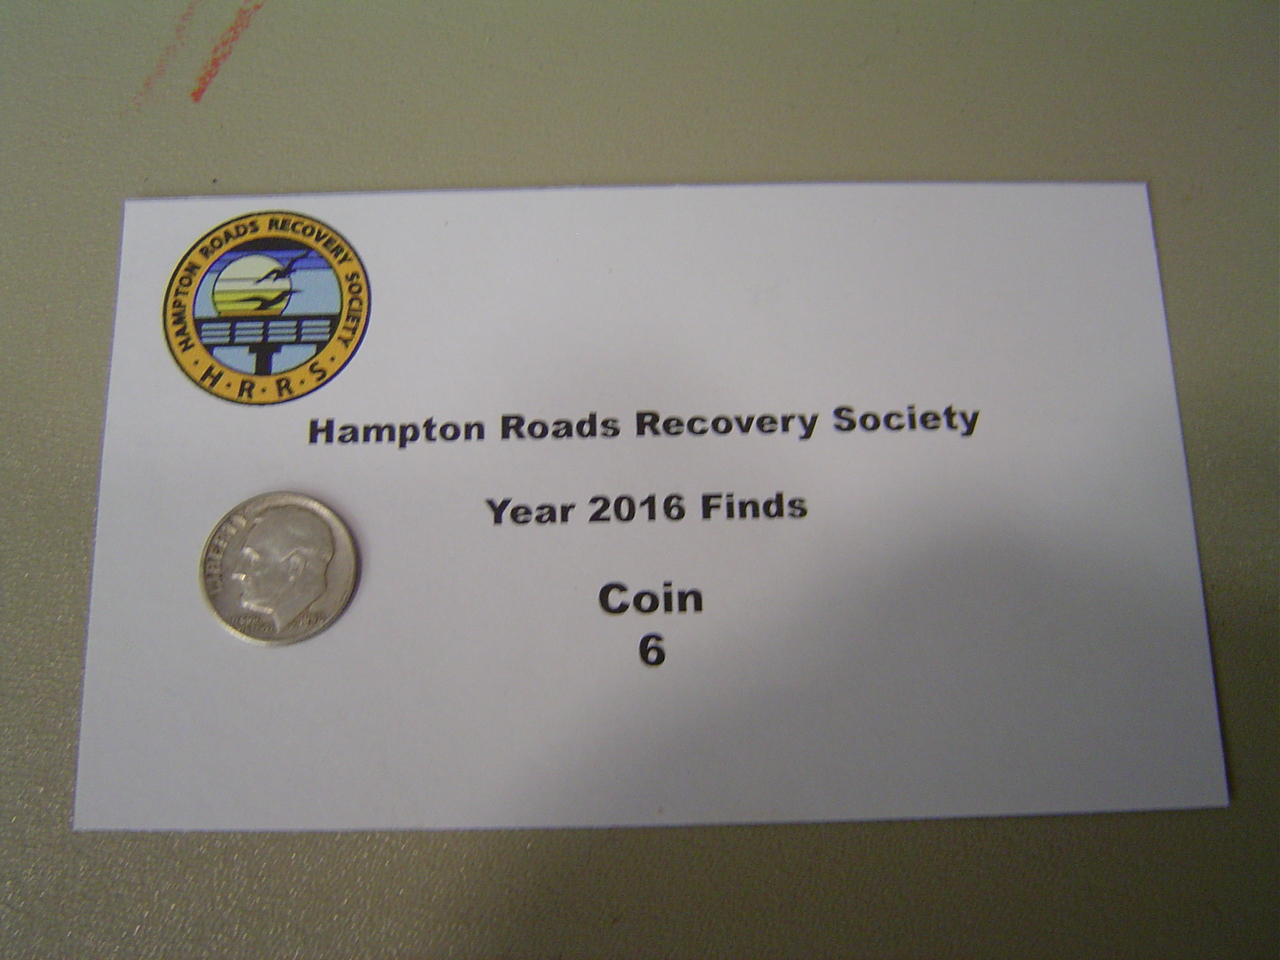 HAMPTON ROADS RECOVERY SOCIETY
· H · R · R · S ·
Hampton Roads Recovery Society
Year 2016 Finds
Coin
6
LIBERTY